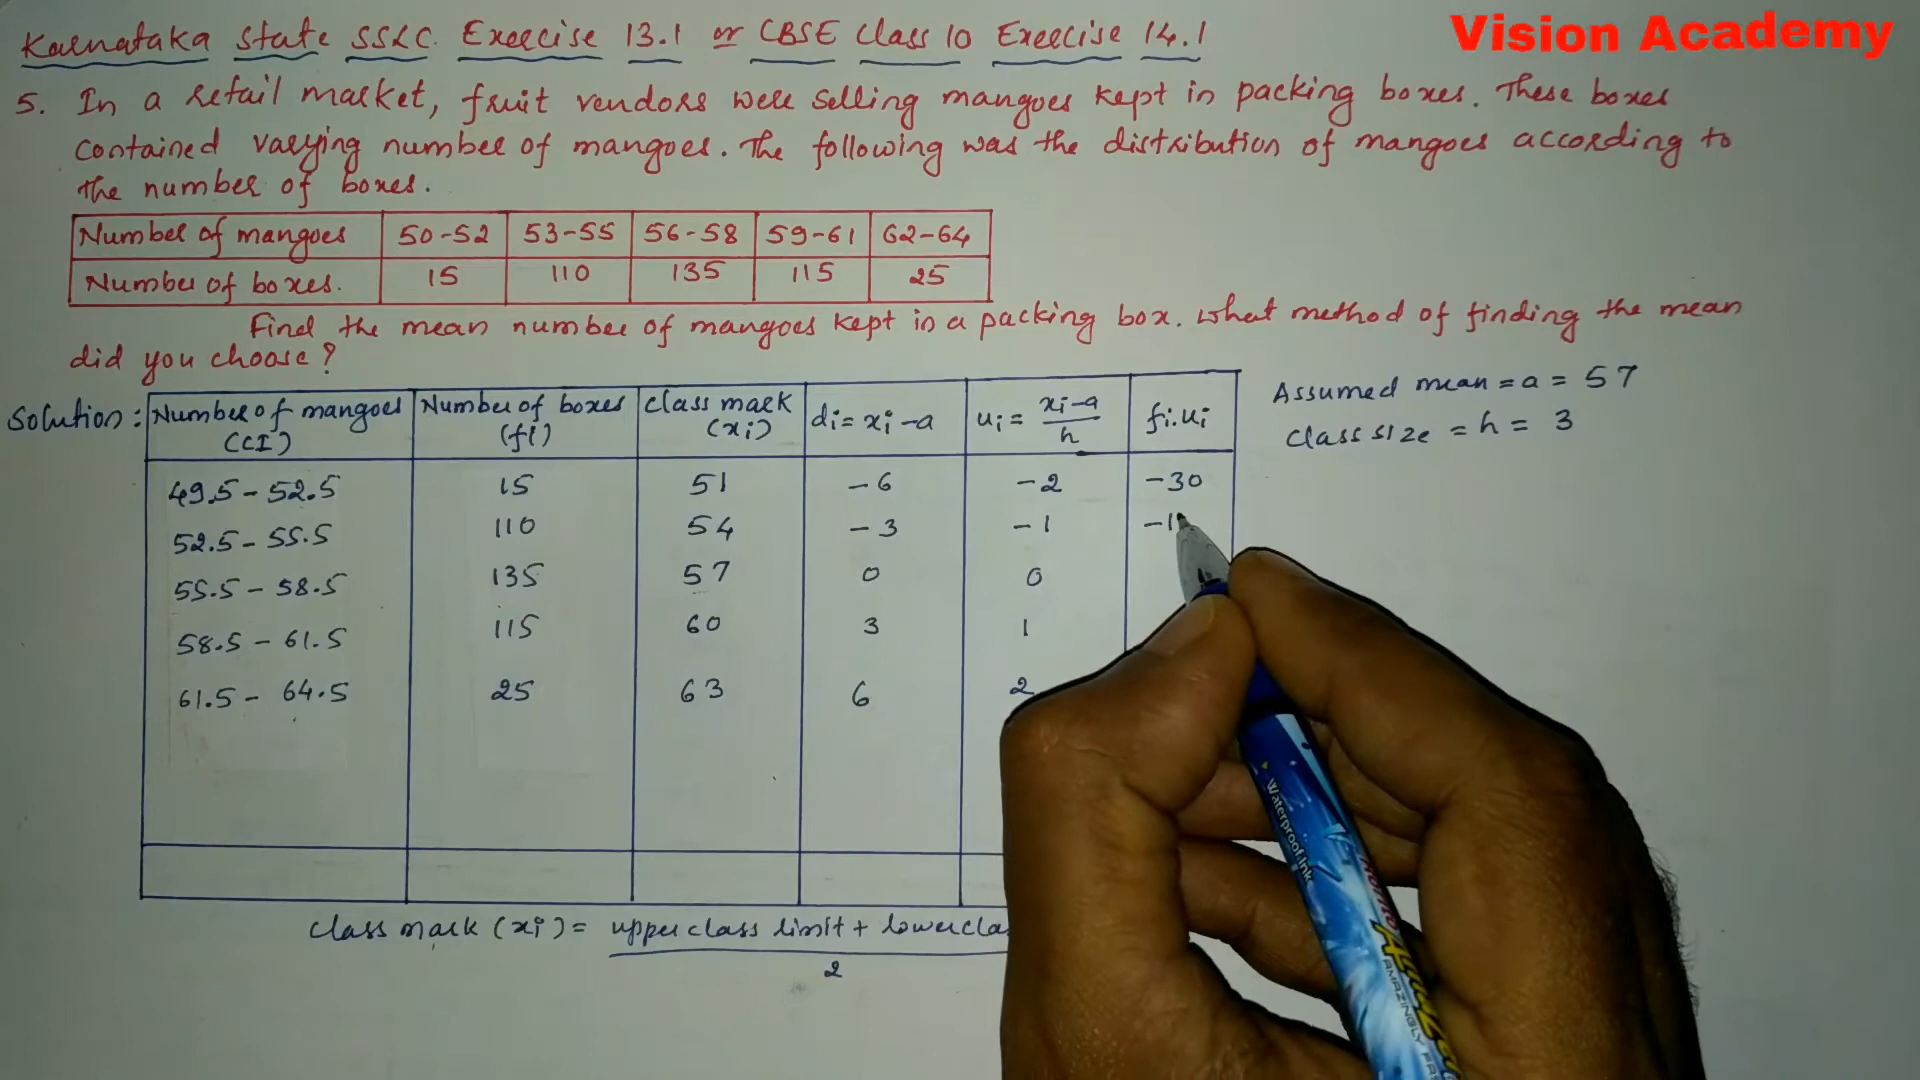 Karnataka state SSLC Exercise 13.1 or CBSE class 10 Exercise 14.1
Vision Academy
5. In a retail market, fruit vendors were selling mangoes kept in packing boxes. These boxes
contained varying number of mangoes. The following was the distribution of mangoes according to
the number of boxes.
Number of mangoes 50-52 53-55 56-58 59-61 62-64
Number of boxes. 15 110 135 115 25
Find the mean number of mangoes kept in a packing box. what method of finding the mean
did you choose?
Solution: Number of mangoes (CI) Number of boxes (fi) class mark (xi) di = xi - a ui = xi-a/h fi.ui
Assumed mean = a = 57
class size = h = 3
49.5 - 52.5 15 51 -6 -2 -30
52.5 - 55.5 110 54 -3 -1 -1
55.5 - 58.5 135 57 0 0
58.5 - 61.5 115 60 3 1
61.5 - 64.5 25 63 6 2
class mark (xi) = upper class limit + lower cla
2
Waterproof Ink